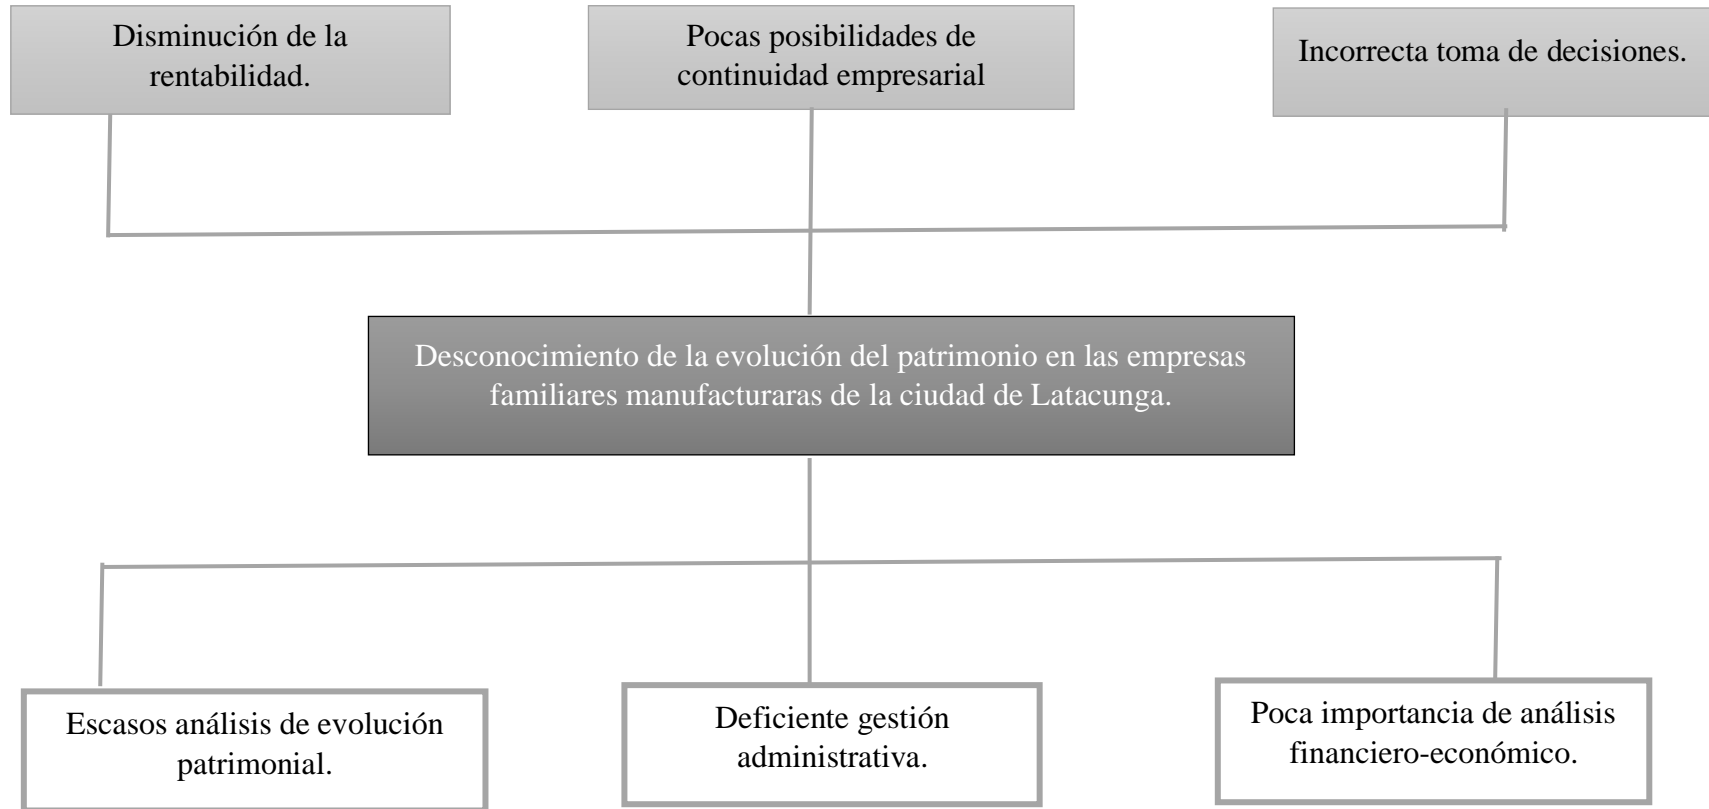 Disminución de la
rentabilidad.
Pocas posibilidades de
continuidad empresarial
Incorrecta toma de decisiones.
Desconocimiento de la evolución del patrimonio en las empresas
familiares manufacturaras de la ciudad de Latacunga.
Escasos análisis de evolución
patrimonial.
Deficiente gestión
administrativa.
Poca importancia de análisis
financiero-económico.